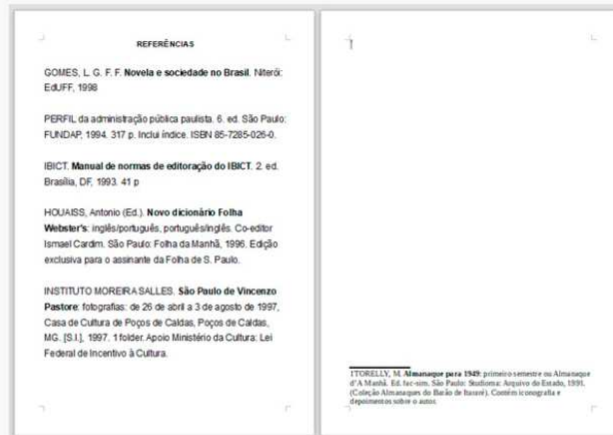 REFERÊNCIAS
GOMES, L. G. F. F. Novela e sociedade no Brasil. Niterói:
EdUFF, 1998
PERFIL da administração pública paulista. 6. ed. São Paulo:
FUNDAP, 1994. 317 p. Inclui índice. ISBN 85-7285-026-0.
IBICT. Manual de normas de editoração do IBICT. 2. ed.
Brasília, DF, 1993. 41 p
HOUAISS, Antonio (Ed.). Novo dicionário Folha
Webster's: inglês/português, português/inglês. Co-editor
Ismael Cardim. São Paulo: Folha da Manhã, 1996. Edição
exclusiva para o assinante da Folha de S. Paulo.
INSTITUTO MOREIRA SALLES. São Paulo de Vincenzo
Pastore: fotografias: de 26 de abril a 3 de agosto de 1997,
Casa de Cultura de Poços de Caldas, Poços de Caldas,
MG. [S.l.], 1997. 1 folder. Apoio Ministério da Cultura: Lei
Federal de Incentivo à Cultura.
1
1TORELLY, M. Almanaque para 1949: primeiro semestre ou Almanaque
d'A Manhã. Ed. fac-sim. São Paulo: Studioma: Arquivo do Estado, 1991.
(Coleção Almanaques do Barão de Itararé). Contém iconografia e
depoimentos sobre o autor.